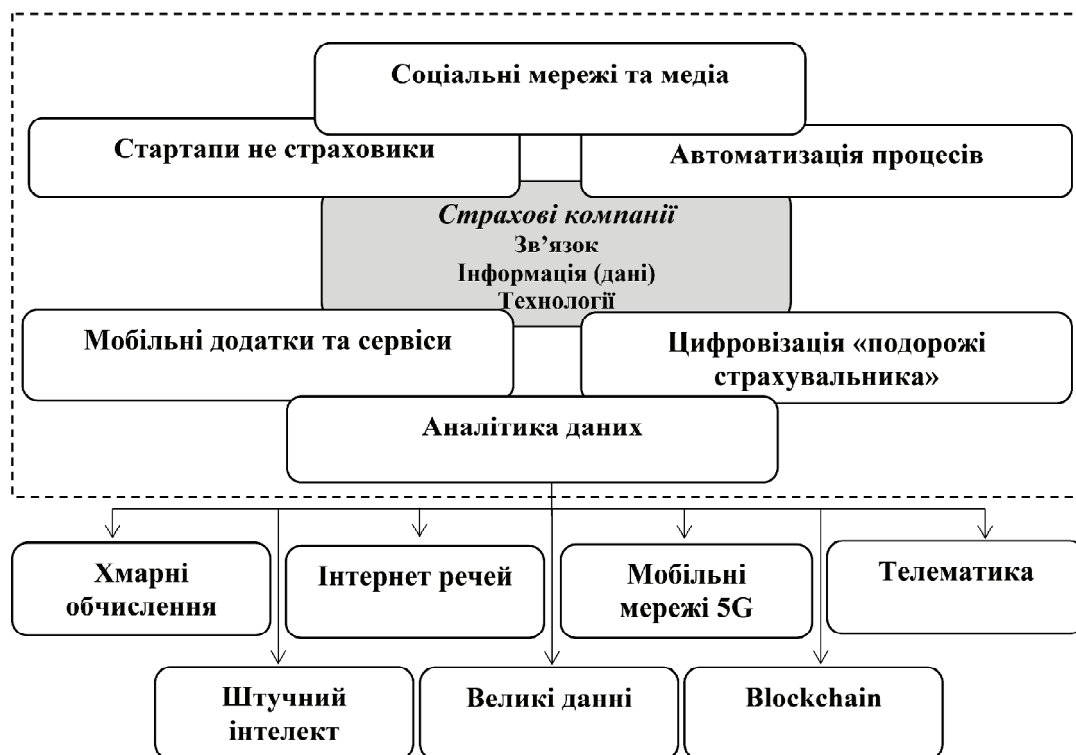 Соціальні мережі та медіа
Стартапи не страховики
Автоматизація процесів
Страхові компанії
Зв’язок
Інформація (дані)
Технології
Мобільні додатки та сервіси
Цифровізація «подорожі
страхувальника»
Аналітика даних
Хмарні
обчислення
Інтернет речей
Мобільні
мережі 5G
Телематика
Штучний
інтелект
Великі данні
Blockchain